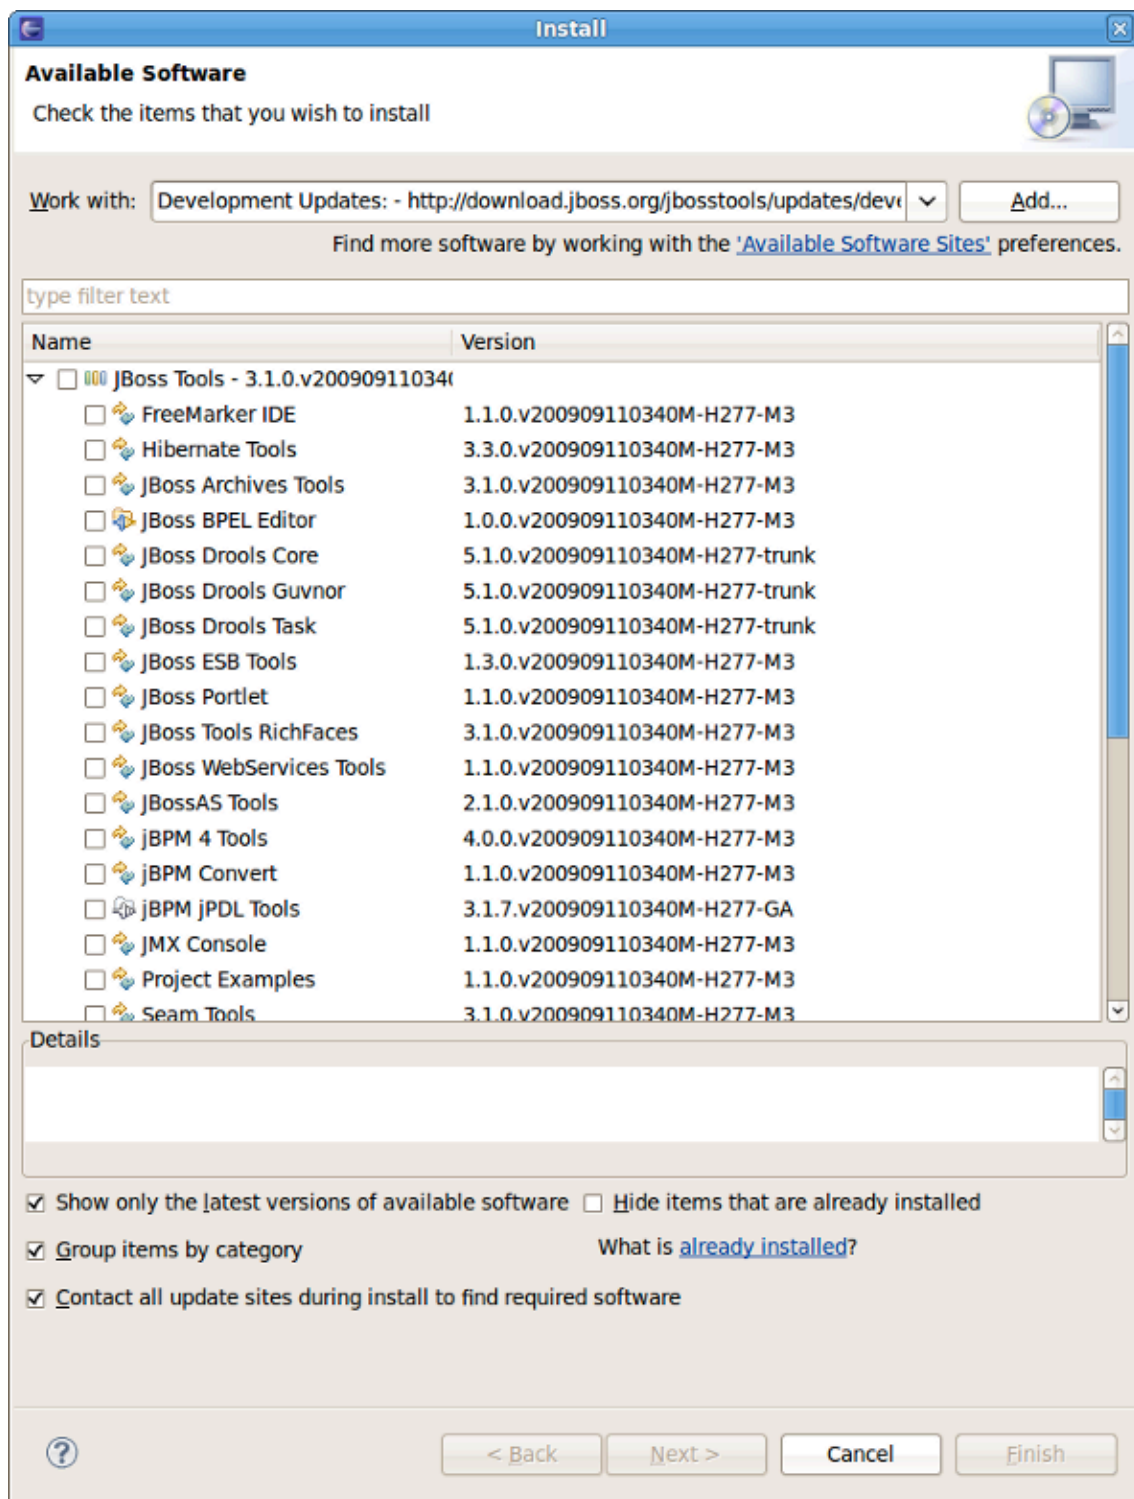 Install
Available Software
Check the items that you wish to install
Work with: Development Updates: - http://download.jboss.org/jbosstools/updates/deve Add...
Find more software by working with the 'Available Software Sites' preferences.
type filter text
Name Version
JBoss Tools - 3.1.0.v200909110340
FreeMarker IDE 1.1.0.v200909110340M-H277-M3
Hibernate Tools 3.3.0.v200909110340M-H277-M3
JBoss Archives Tools 3.1.0.v200909110340M-H277-M3
JBoss BPEL Editor 1.0.0.v200909110340M-H277-M3
JBoss Drools Core 5.1.0.v200909110340M-H277-trunk
JBoss Drools Guvnor 5.1.0.v200909110340M-H277-trunk
JBoss Drools Task 5.1.0.v200909110340M-H277-trunk
JBoss ESB Tools 1.3.0.v200909110340M-H277-M3
JBoss Portlet 1.1.0.v200909110340M-H277-M3
JBoss Tools RichFaces 3.1.0.v200909110340M-H277-M3
JBoss WebServices Tools 1.1.0.v200909110340M-H277-M3
JBossAS Tools 2.1.0.v200909110340M-H277-M3
jBPM 4 Tools 4.0.0.v200909110340M-H277-M3
jBPM Convert 1.1.0.v200909110340M-H277-M3
jBPM jPDL Tools 3.1.7.v200909110340M-H277-GA
JMX Console 1.1.0.v200909110340M-H277-M3
Project Examples 1.1.0.v200909110340M-H277-M3
Seam Tools 3.1.0.v200909110340M-H277-M3
Details
Show only the latest versions of available software Hide items that are already installed
Group items by category What is already installed?
Contact all update sites during install to find required software
? < Back Next > Cancel Finish